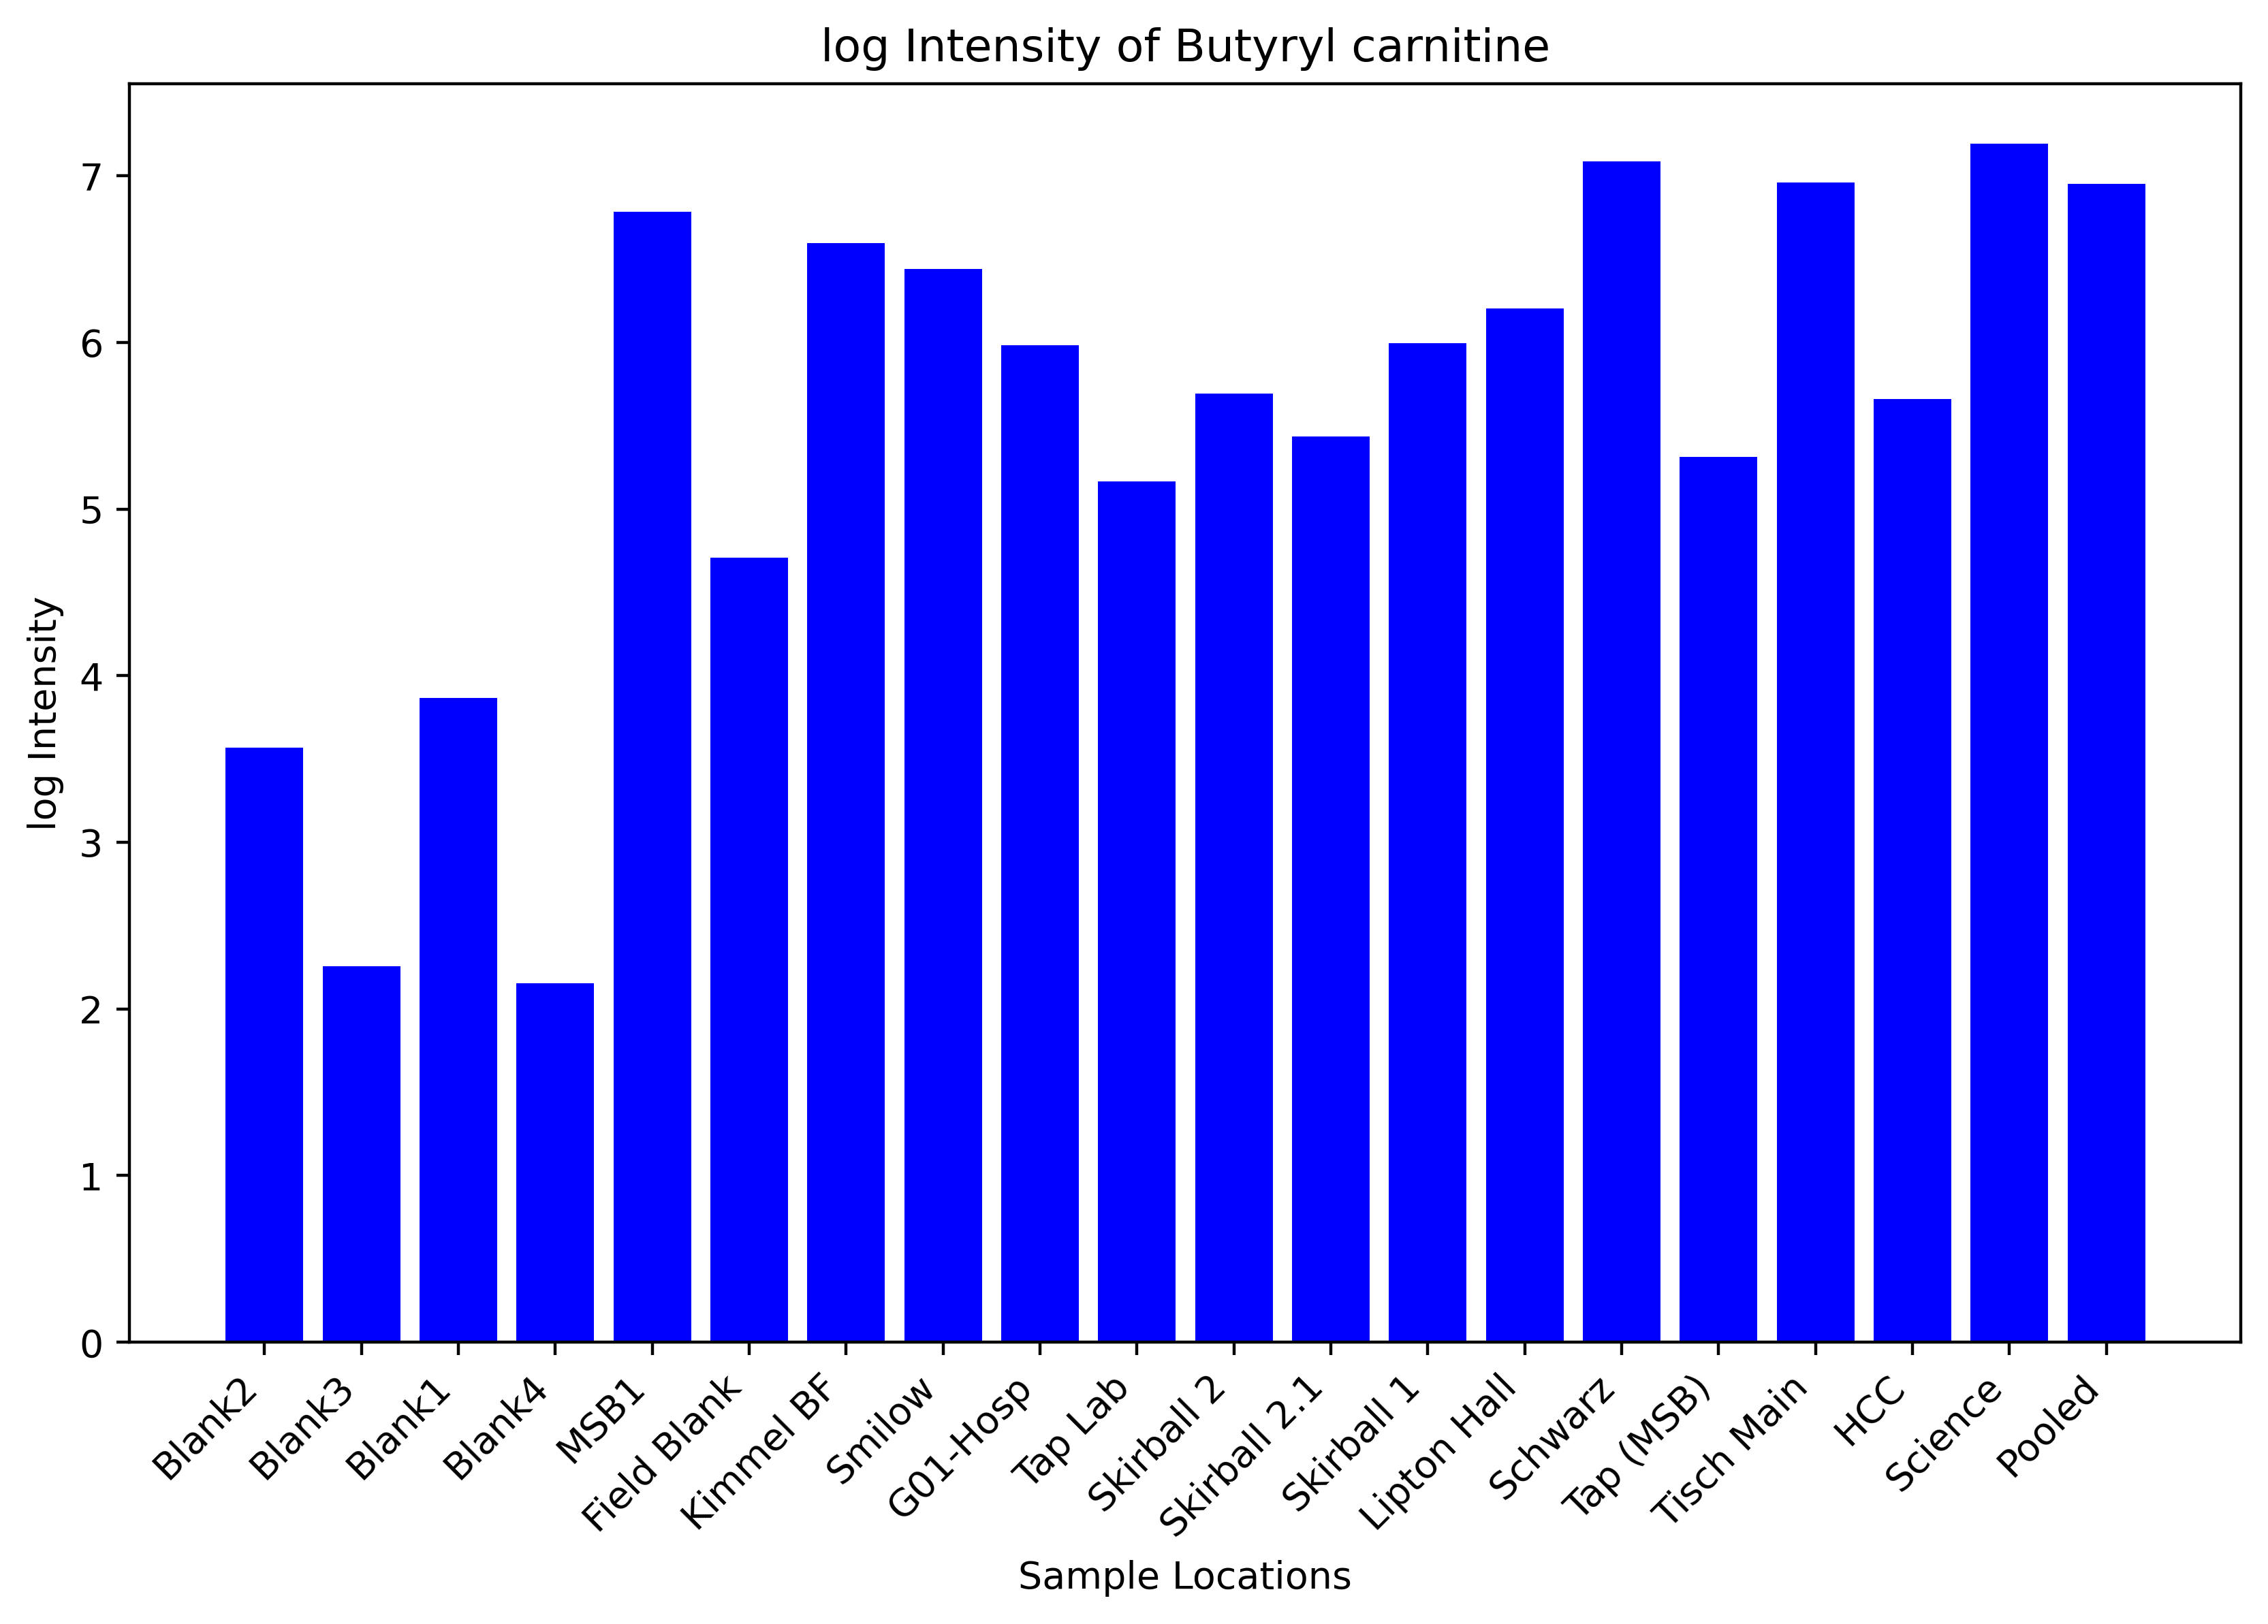 log Intensity of Butyryl carnitine
log Intensity
7
6
5
4
3
2
1
0
Blank2
Blank3
Blank1
Blank4
MSB1
Field Blank
Kimmel BF
Smilow
G01-Hosp
Tap Lab
Skirball 2
Skirball 2.1
Skirball 1
Lipton Hall
Schwarz
Tap (MSB)
Tisch Main
HCC
Science
Pooled
Sample Locations